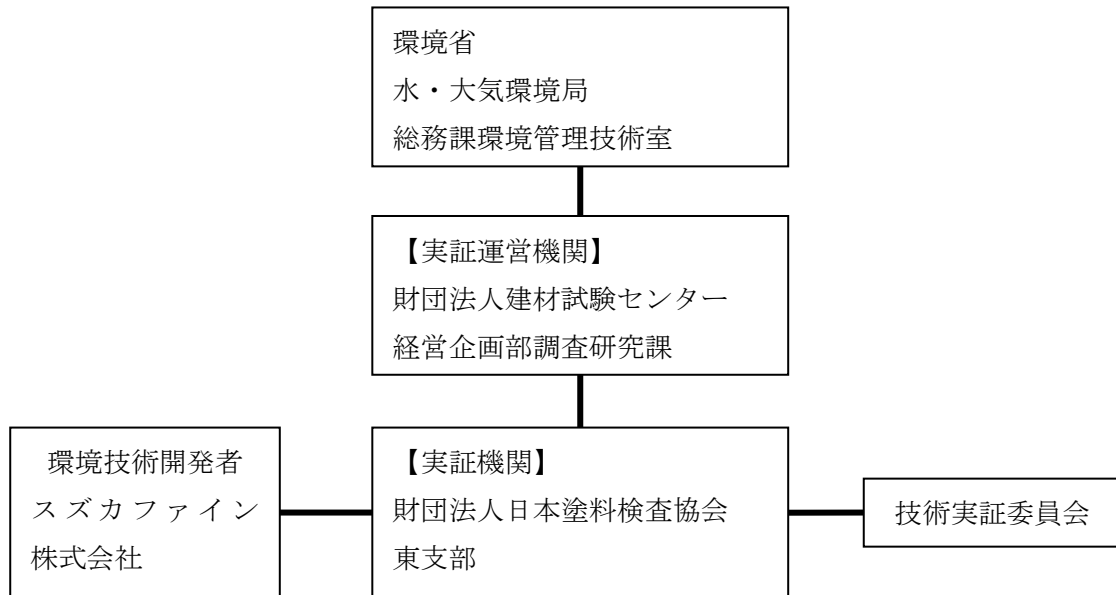 環境省
水・大気環境局
総務課環境管理技術室
【実証運営機関】
財団法人建材試験センター
経営企画部調査研究課
環境技術開発者
スズカファイン
株式会社
【実証機関】
財団法人日本塗料検査協会
東支部
技術実証委員会